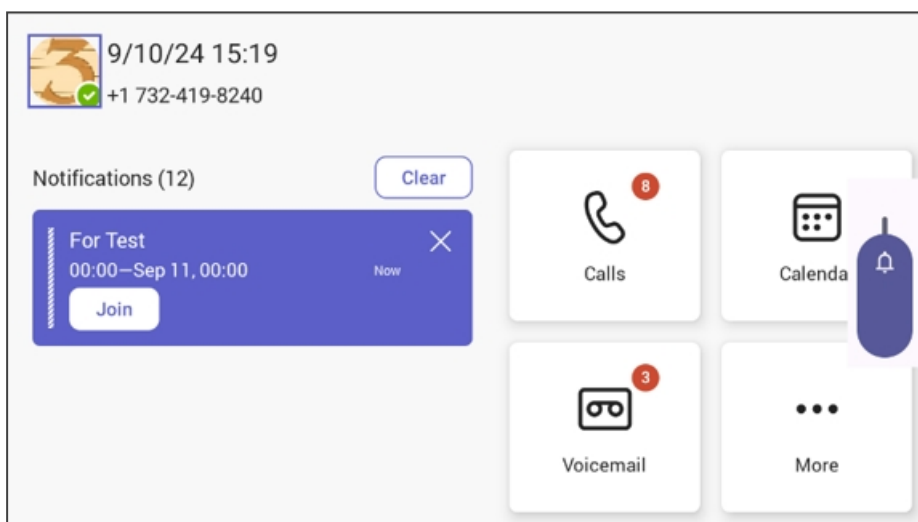 9/10/24 15:19
+1 732-419-8240
Notifications (12)
Clear
For Test
00:00–Sep 11, 00:00
Now
Join
8
Calls
Calenda
3
Voicemail
More